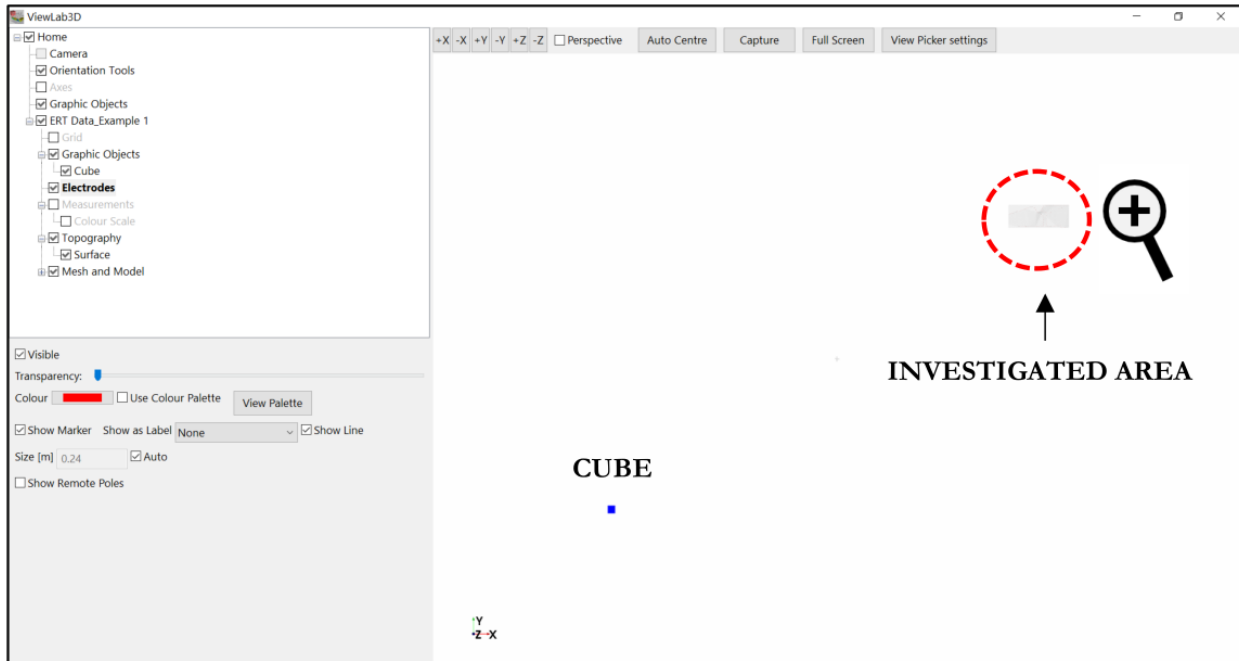 ViewLab3D
Home
Camera
Orientation Tools
Axes
Graphic Objects
ERT Data_Example 1
Grid
Graphic Objects
Cube
Electrodes
Measurements
Colour Scale
Topography
Surface
Mesh and Model
+X -X +Y -Y +Z -Z Perspective Auto Centre Capture Full Screen View Picker settings
INVESTIGATED AREA
CUBE
Y
Z X
Visible
Transparency:
Colour Use Colour Palette View Palette
Show Marker Show as Label None Show Line
Size [m] 0.24 Auto
Show Remote Poles